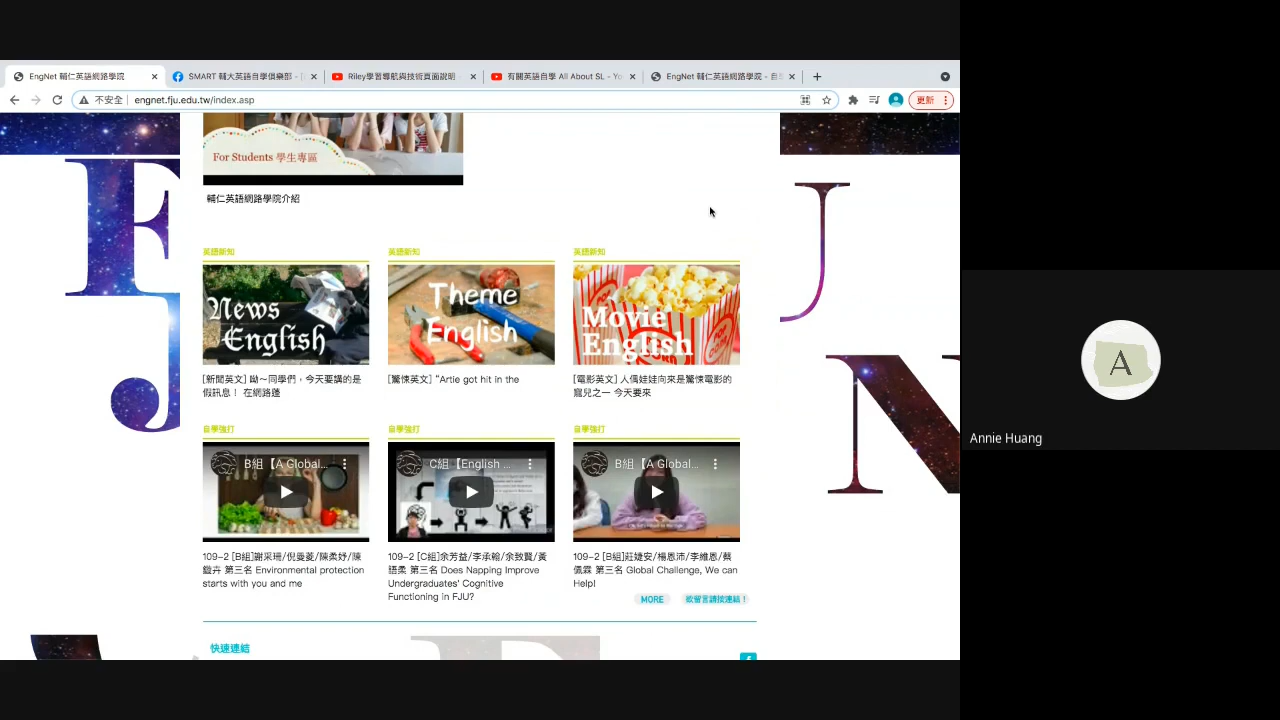 EngNet 輔仁英語網路學院
SMART 輔大英語自學俱樂部 - [
Riley學習導航與技術頁面說明
有關英語自學 All About SL - Yo
EngNet 輔仁英語網路學院 - 自
不安全
engnet.fju.edu.tw/index.asp
更新
For Students 學生專區
輔仁英語網路學院介紹
英語新知
英語新知
英語新知
News
English
Theme
English
Movie
English
[新聞英文] 呦～同學們，今天要講的是
假訊息！ 在網路蓬
[驚悚英文] "Artie got hit in the
[電影英文] 人偶娃娃向來是驚悚電影的
寵兒之一 今天要來
自學強打
自學強打
自學強打
B組【A Global...
C組【English ...
B組【A Global...
109-2 [B組]謝采珊/倪旻菱/陳柔妤/陳
卉 第三名 Environmental protection
starts with you and me
109-2 [C組]余芳益/李承翰/余致賢/黃
語柔 第三名 Does Napping Improve
Undergraduates' Cognitive
Functioning in FJU?
109-2 [B組]莊婕安/楊恩沛/李維恩/蔡
佩霖 第三名 Global Challenge, We can
Help!
MORE
欲留言請按連結！
快速連結
F
J
J
N
A
Annie Huang